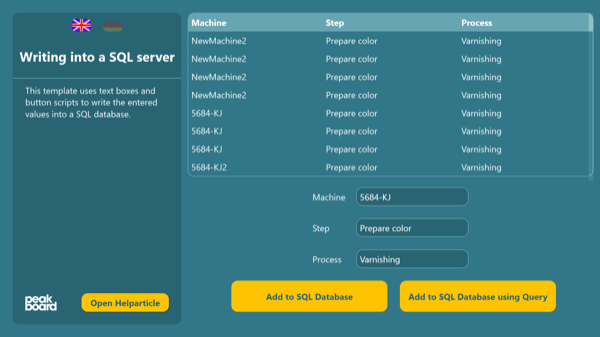 Writing into a SQL server
This template uses text boxes and
button scripts to write the entered
values into a SQL database.
peak
board
Open Helparticle
Machine Step Process
NewMachine2 Prepare color Varnishing
NewMachine2 Prepare color Varnishing
NewMachine2 Prepare color Varnishing
NewMachine2 Prepare color Varnishing
5684-KJ Prepare color Varnishing
5684-KJ Prepare color Varnishing
5684-KJ Prepare color Varnishing
5684-KJ2 Prepare color Varnishing
Machine 5684-KJ
Step Prepare color
Process Varnishing
Add to SQL Database Add to SQL Database using Query